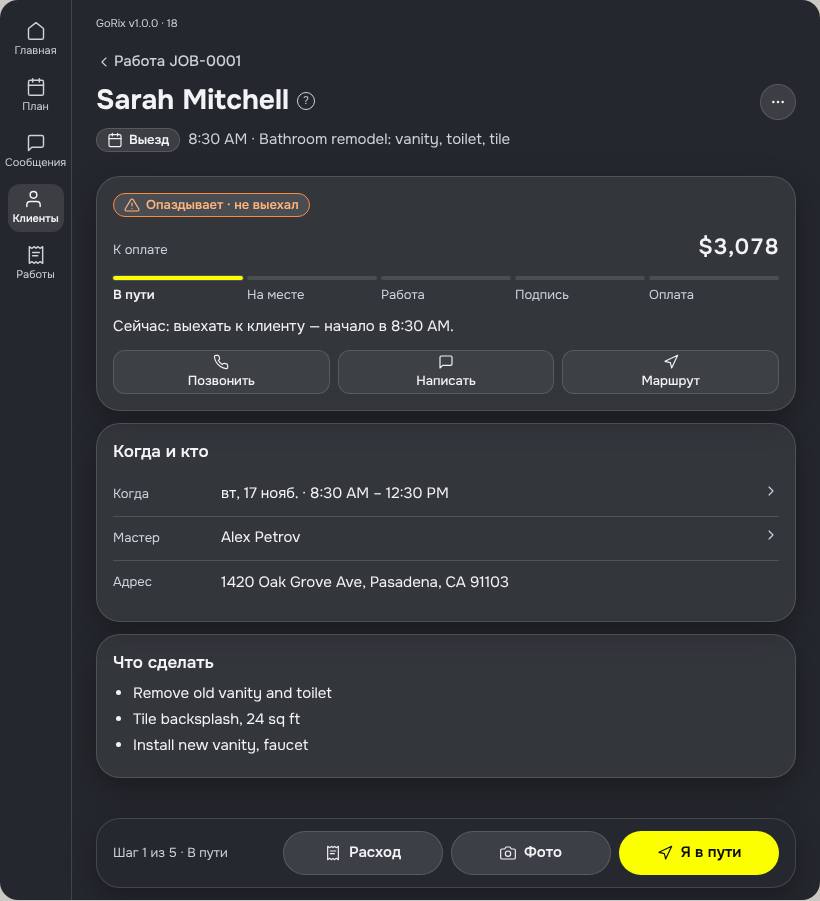 GoRix v1.0.0 · 18
Главная
План
Сообщения
Клиенты
Работы
Работа JOB-0001
Sarah Mitchell ?
Выезд 8:30 AM · Bathroom remodel: vanity, toilet, tile
Опаздывает · не выехал
К оплате $3,078
В пути На месте Работа Подпись Оплата
Сейчас: выехать к клиенту — начало в 8:30 AM.
Позвонить Написать Маршрут
Когда и кто
Когда вт, 17 нояб. · 8:30 AM – 12:30 PM
Мастер Alex Petrov
Адрес 1420 Oak Grove Ave, Pasadena, CA 91103
Что сделать
• Remove old vanity and toilet
• Tile backsplash, 24 sq ft
• Install new vanity, faucet
Шаг 1 из 5 · В пути Расход Фото Я в пути